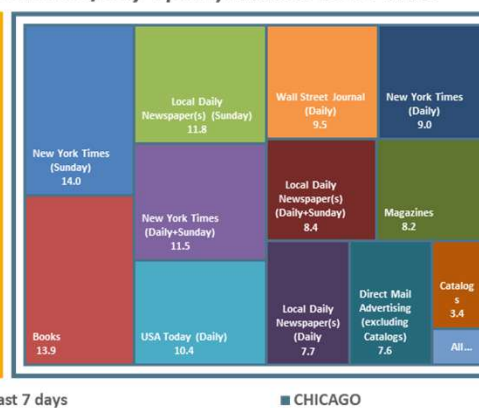 New York Times
(Sunday)
14.0
Books
13.9
Local Daily
Newspaper(s) (Sunday)
11.8
New York Times
(Daily+Sunday)
11.5
USA Today (Daily)
10.4
Wall Street Journal
(Daily)
9.5
New York Times
(Daily)
9.0
Local Daily
Newspaper(s)
(Daily+Sunday)
8.4
Magazines
8.2
Local Daily
Newspaper(s)
(Daily
7.7
Direct Mail
Advertising
(excluding
Catalogs)
7.6
Catalog
s
3.4
All...
ast 7 days
CHICAGO